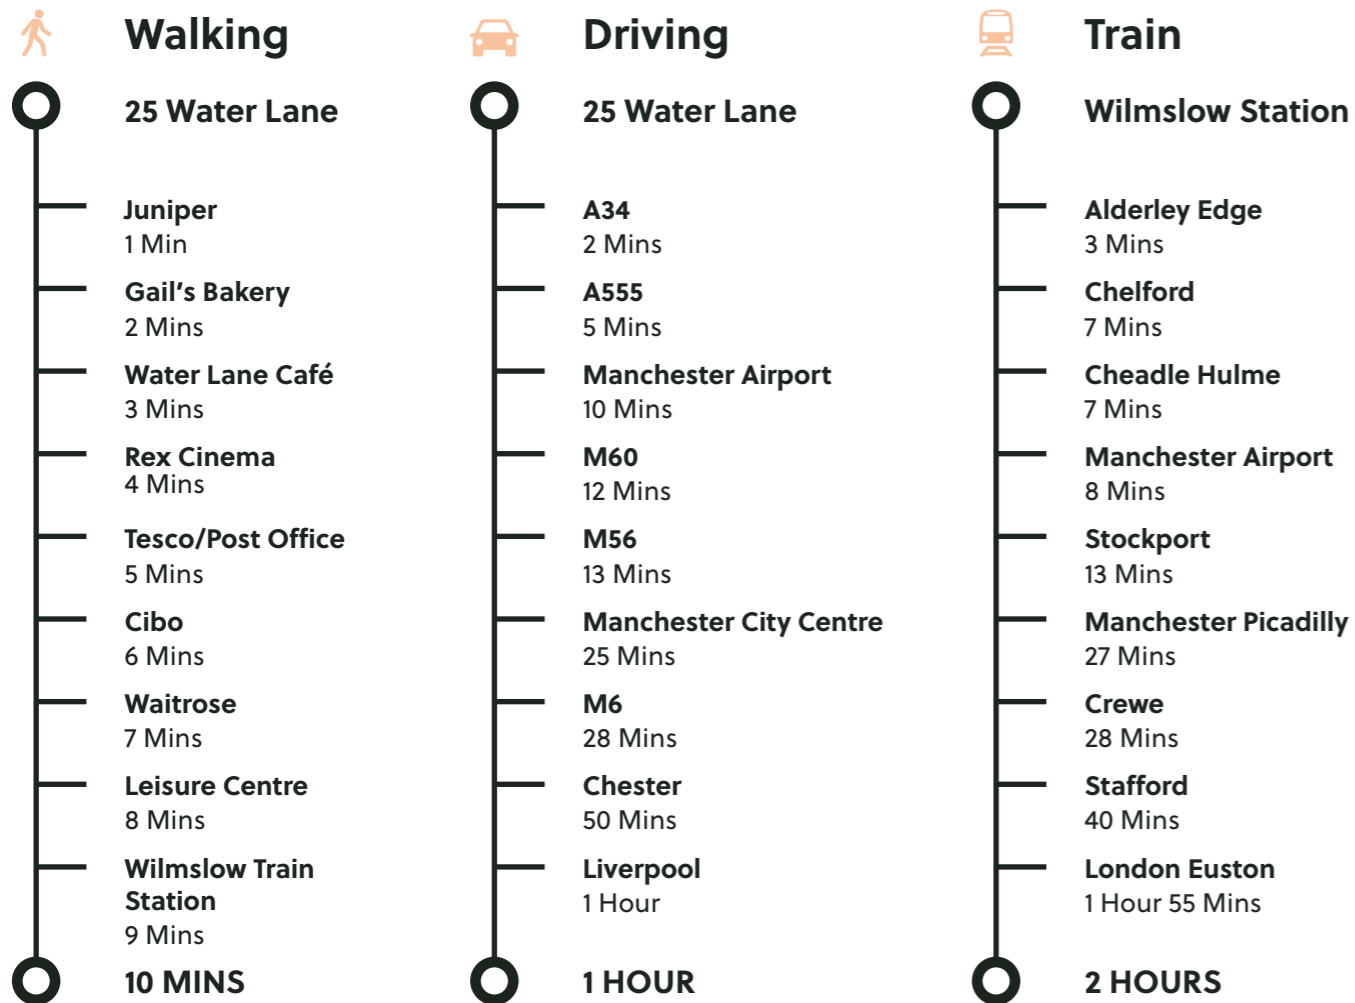 Walking
25 Water Lane
Juniper
1 Min
Gail's Bakery
2 Mins
Water Lane Café
3 Mins
Rex Cinema
4 Mins
Tesco/Post Office
5 Mins
Cibo
6 Mins
Waitrose
7 Mins
Leisure Centre
8 Mins
Wilmslow Train
Station
9 Mins
10 MINS
Driving
25 Water Lane
A34
2 Mins
A555
5 Mins
Manchester Airport
10 Mins
M60
12 Mins
M56
13 Mins
Manchester City Centre
25 Mins
M6
28 Mins
Chester
50 Mins
Liverpool
1 Hour
1 HOUR
Train
Wilmslow Station
Alderley Edge
3 Mins
Chelford
7 Mins
Cheadle Hulme
7 Mins
Manchester Airport
8 Mins
Stockport
13 Mins
Manchester Picadilly
27 Mins
Crewe
28 Mins
Stafford
40 Mins
London Euston
1 Hour 55 Mins
2 HOURS